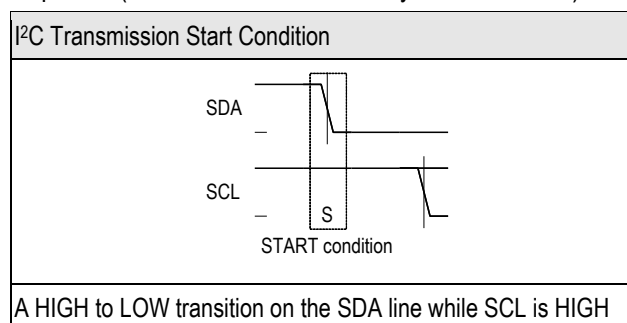 I²C Transmission Start Condition
SDA
SCL
S
START condition
A HIGH to LOW transition on the SDA line while SCL is HIGH